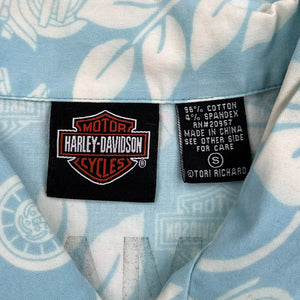 MOTOR
HARLEY-DAVIDSON
CYCLES
®
96% COTTON
4% SPANDEX
RN#20957
MADE IN CHINA
SEE OTHER SIDE
FOR CARE
S
©TORI RICHARD